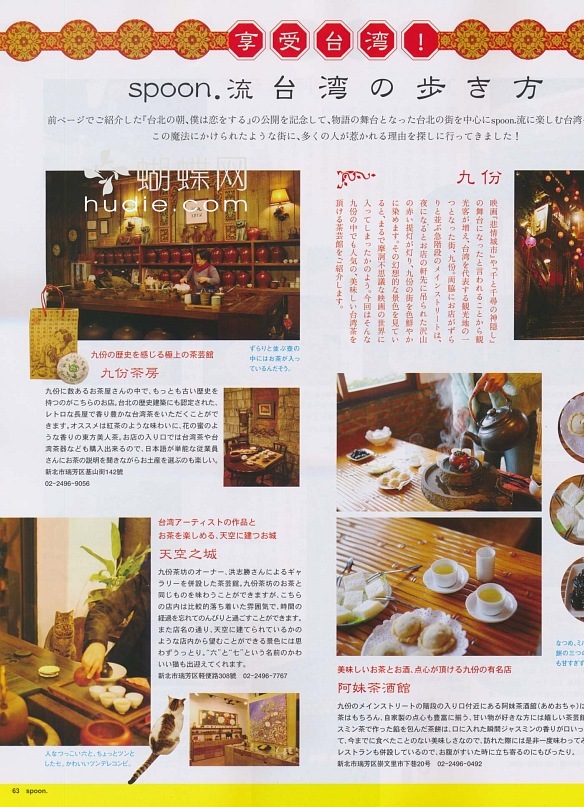 享受台湾!
spoon.流 台湾の歩き方
前ページでご紹介した『台北の朝、僕は恋をする』の公開を記念して、物語の舞台となった台北の街を中心にspoon.流に楽しむ台湾
この魔法にかけられたような街に、多くの人が惹かれる理由を探しに行ってきました!
蝴蝶网
hudie.com
九份
映画『悲情城市』や『千と千尋の神隠し』
の舞台になったと言われることから観
光客が増え、台湾を代表する観光地の一
つとなった街、九份。両脇にお店がずら
りと並ぶ急階段のメインストリートは、
夜になるとお店の軒先に吊られた沢山
の赤い提灯が灯り、九份の街を色鮮やか
に染めます。その幻想的な景色を見てい
ると、まるで摩訶不思議な映画の世界に
入ってしまったかのよう。今回はそんな
九份の中でも人気の、美味しい台湾茶を
頂ける茶芸館をご紹介します。
ずらりと並ぶ壺の
中にはお茶が入っ
ているんだそう。
九份の歴史を感じる極上の茶芸館
九份茶房
九份に数あるお茶屋さんの中で、もっとも古い歴史を
持つのがこちらのお店。台北の歴史建築にも認定された、
レトロな長屋で香り豊かな台湾茶をいただくことがで
きます。オススメは紅茶のような味わいに、花の蜜のよ
うな香りの東方美人茶。お店の入り口では台湾茶や台
湾茶器なども購入出来るので、日本語が単能な従業員
さんにお茶の説明を聞きながらお土産を選ぶのも楽しい。
新北市瑞芳区基山街142號
02-2496-9056
台湾アーティストの作品と
お茶を楽しめる、天空に建つお城
天空之城
九份茶坊のオーナー、洪志勝さんによるギャ
ラリーを併設した茶芸館。九份茶坊のお茶と
同じものを味わうことができますが、こちら
の店内は比較的落ち着いた雰囲気で、時間の
経過を忘れてのんびりと過ごすことができます。
また店名の通り、天空に建てられているかの
ような店内から望むことができる景色には思
わずうっとり。“六”と“七”という名前のかわ
いい猫も出迎えてくれます。
新北市瑞芳区軽便路308號 02-2496-7767
人なつっこい六と、ちょっとツンと
した七。かわいいツンデレコンビ。
美味しいお茶とお酒、点心が頂ける九份の有名店
阿妹茶酒館
九份のメインストリートの階段の入り口付近にある阿妹茶酒館(あめおちゃ)は
茶はもちろん、自家製の点心も豊富に揃う、甘い物が好きな方には嬉しい茶芸館
スミン茶で作った餡を包んだ茶餅は、口に入れた瞬間ジャスミンの香りが口いっ
て、今までに食べたことのない美味しさなので、訪れた際には是非一度味わってみ
レストランも併設しているので、お腹がすいた時に立ち寄るのにもぴったり。
新北市瑞芳区崇文里市下巷20號 02-2496-0492
なつめ、ミ
餅の三つ
も甘すぎず
63 spoon.